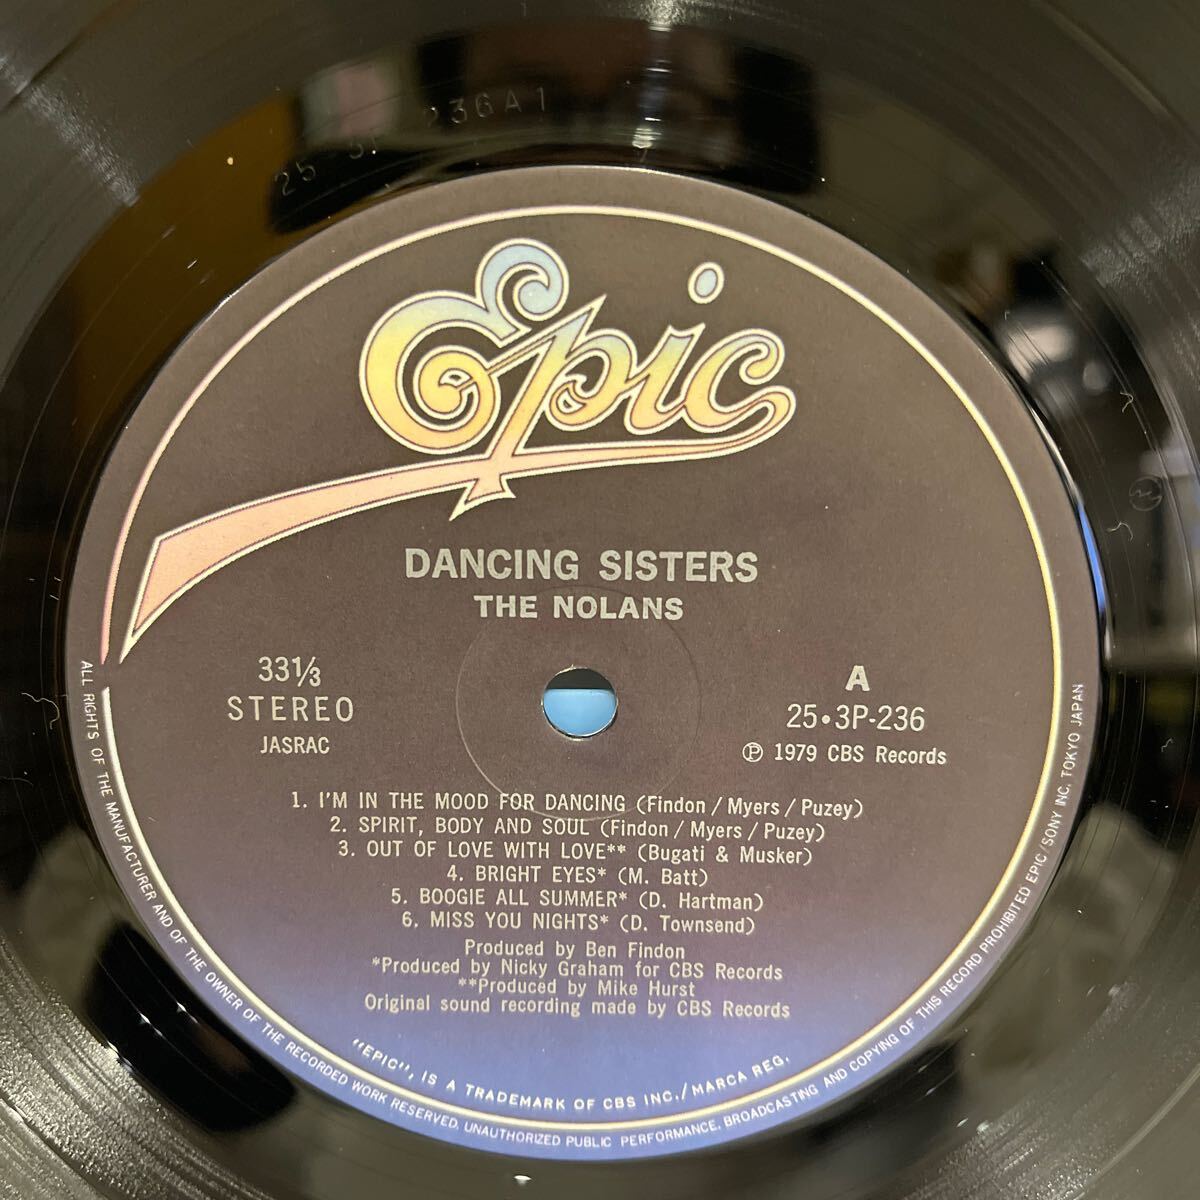 25 3P 236A1
Epic
DANCING SISTERS
THE NOLANS
33⅓
STEREO
JASRAC
A
25•3P-236
Ⓟ 1979 CBS Records
1. I'M IN THE MOOD FOR DANCING (Findon / Myers / Puzey)
2. SPIRIT, BODY AND SOUL (Findon / Myers / Puzey)
3. OUT OF LOVE WITH LOVE** (Bugati & Musker)
4. BRIGHT EYES* (M. Batt)
5. BOOGIE ALL SUMMER* (D. Hartman)
6. MISS YOU NIGHTS* (D. Townsend)
Produced by Ben Findon
*Produced by Nicky Graham for CBS Records
**Produced by Mike Hurst
Original sound recording made by CBS Records
"EPIC", IS A TRADEMARK OF CBS INC./MARCA REG.
ALL RIGHTS OF THE MANUFACTURER AND OF THE OWNER OF THE RECORDED WORK RESERVED. UNAUTHORIZED PUBLIC PERFORMANCE, BROADCASTING AND COPYING OF THIS RECORD PROHIBITED EPIC/SONY INC. TOKYO JAPAN